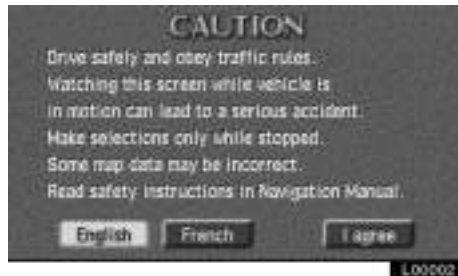 CAUTION
Drive safely and obey traffic rules.
Watching this screen while vehicle is
in motion can lead to a serious accident.
Make selections only while stopped.
Some map data may be incorrect.
Read safety instructions in Navigation Manual.
English French I agree
L00002